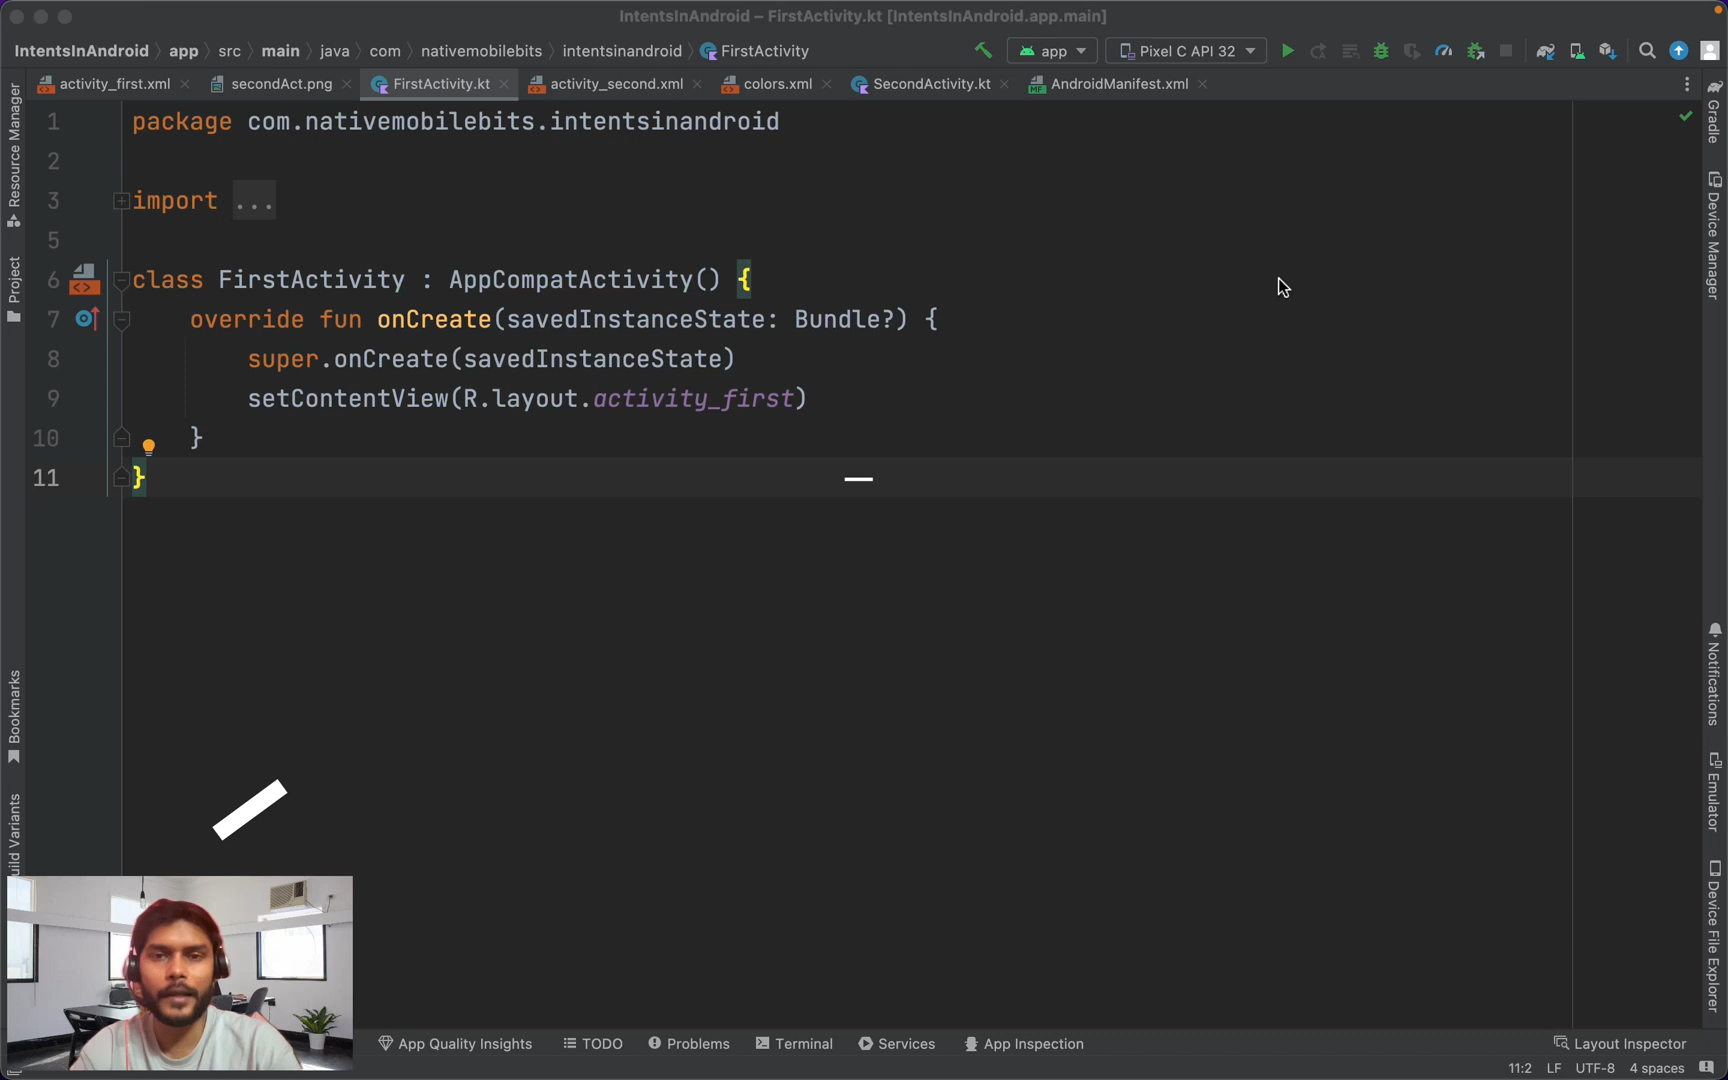 IntentsInAndroid – FirstActivity.kt [IntentsInAndroid.app.main]
IntentsInAndroid app src main java com nativemobilebits intentsinandroid FirstActivity app Pixel C API 32
activity_first.xml secondAct.png FirstActivity.kt activity_second.xml colors.xml SecondActivity.kt AndroidManifest.xml
1 package com.nativemobilebits.intentsinandroid
2
3 import ...
5
6 class FirstActivity : AppCompatActivity() {
7 override fun onCreate(savedInstanceState: Bundle?) {
8 super.onCreate(savedInstanceState)
9 setContentView(R.layout.activity_first)
10 }
11 }
Resource Manager
Project
Bookmarks
uild Variants
Gradle
Device Manager
Notifications
Emulator
Device File Explorer
App Quality Insights TODO Problems Terminal Services App Inspection Layout Inspector
11:2 LF UTF-8 4 spaces